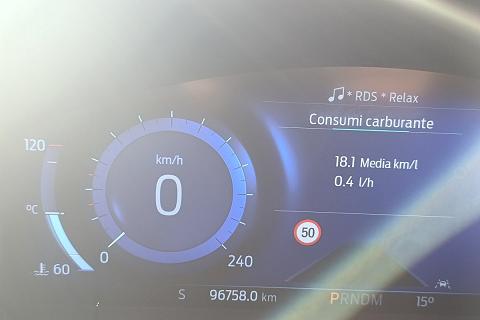 ♫ * RDS * Relax
Consumi carburante
18.1 Media km/l
0.4 l/h
50
120
°C
60
km/h
0
0
240
S 96758.0 km PRNDM 15°